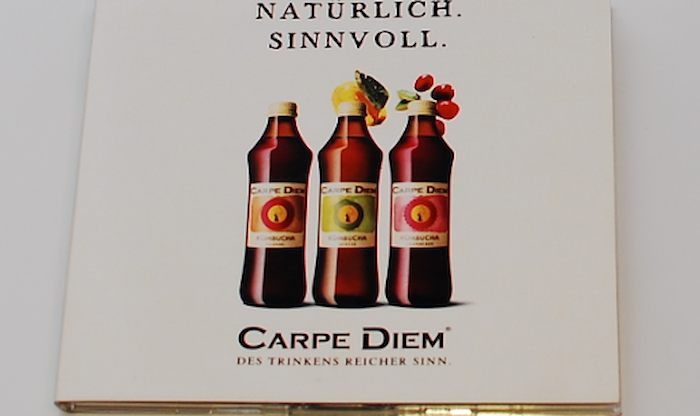 NATÜRLICH.
SINNVOLL.
CARPE DIEM
KOMBUCHA
CARPE DIEM
KOMBUCHA
CARPE DIEM
KOMBUCHA
CARPE DIEM®
DES TRINKENS REICHER SINN.